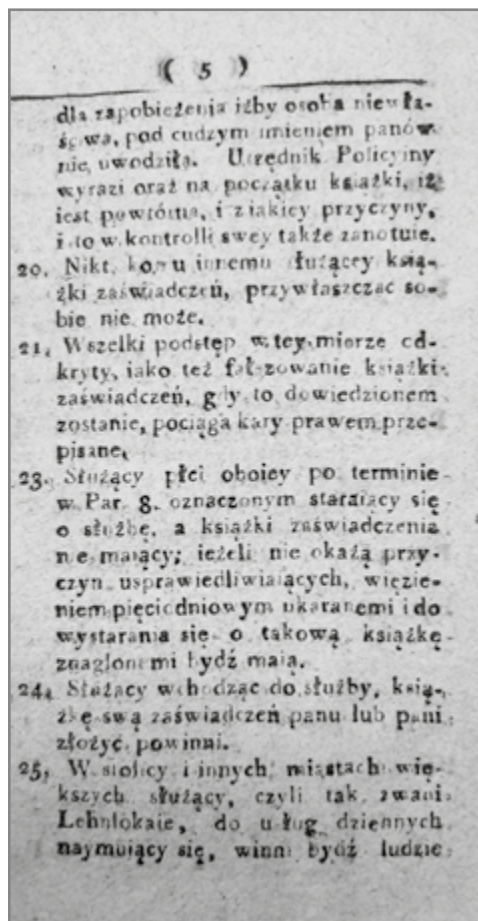 ( 5 )
dla zapobieżenia iżby osoba niewła-
ściwa, pod cudzym imieniem panów
nie uwodziła. Urzędnik Policyiny
wyrazi oraz na początku książki, iż
iest powtórna, i z iakiey przyczyny,
i to w kontrolli swey także zanotuie.
20. Nikt komu innemu służącey ksią-
żki zaświadczeń, przywłaszczać so-
bie nie może.
21. Wszelki podstęp w tey mierze od-
kryty, iako też fałszowanie książki
zaświadczeń, gdy to dowiedzionem
zostanie, pociąga kary prawem prze-
pisane.
23. Służący płci oboiey po terminie
w Par. 8. oznaczonym staraiący się
o służbę, a książki zaświadczenia
nie maiący; ieżeli nie okażą przy-
czyn usprawiedliwiaiących, więzie-
niem pięciodniowym ukaranemi i do
wystarania się o takową książkę
znaglonemi bydź maią.
24. Służący wchodząc do służby, ksią-
żkę swą zaświadczeń panu lub pani
złożyć powinni.
25. W stolicy i innych miastach wię-
kszych służący, czyli tak zwani
Lehnlokaie, do usług dziennych
naymuiący się, winni bydź ludzie